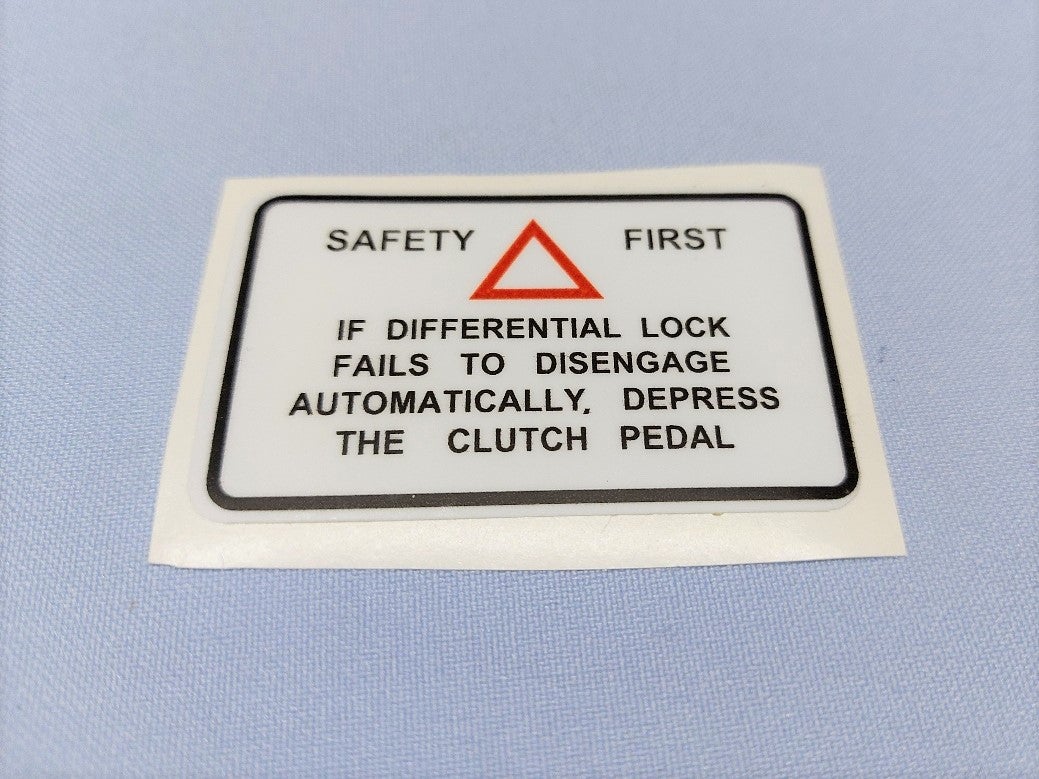 SAFETY FIRST
IF DIFFERENTIAL LOCK
FAILS TO DISENGAGE
AUTOMATICALLY, DEPRESS
THE CLUTCH PEDAL